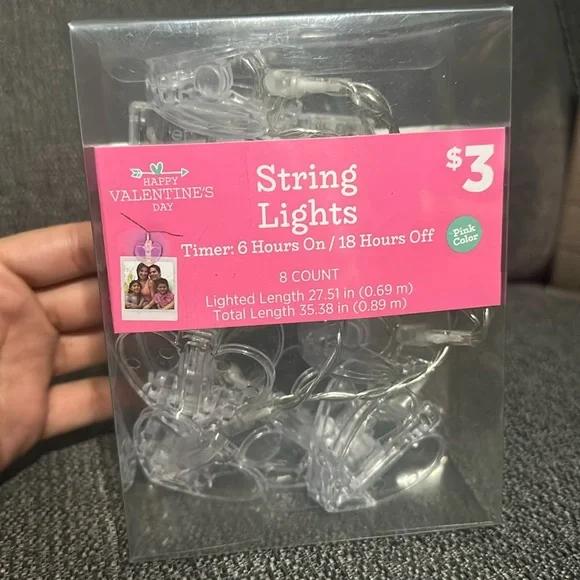 HAPPY
VALENTINE'S
DAY
String
Lights
$3
Timer: 6 Hours On / 18 Hours Off
Pink
Color
8 COUNT
Lighted Length 27.51 in (0.69 m)
Total Length 35.38 in (0.89 m)